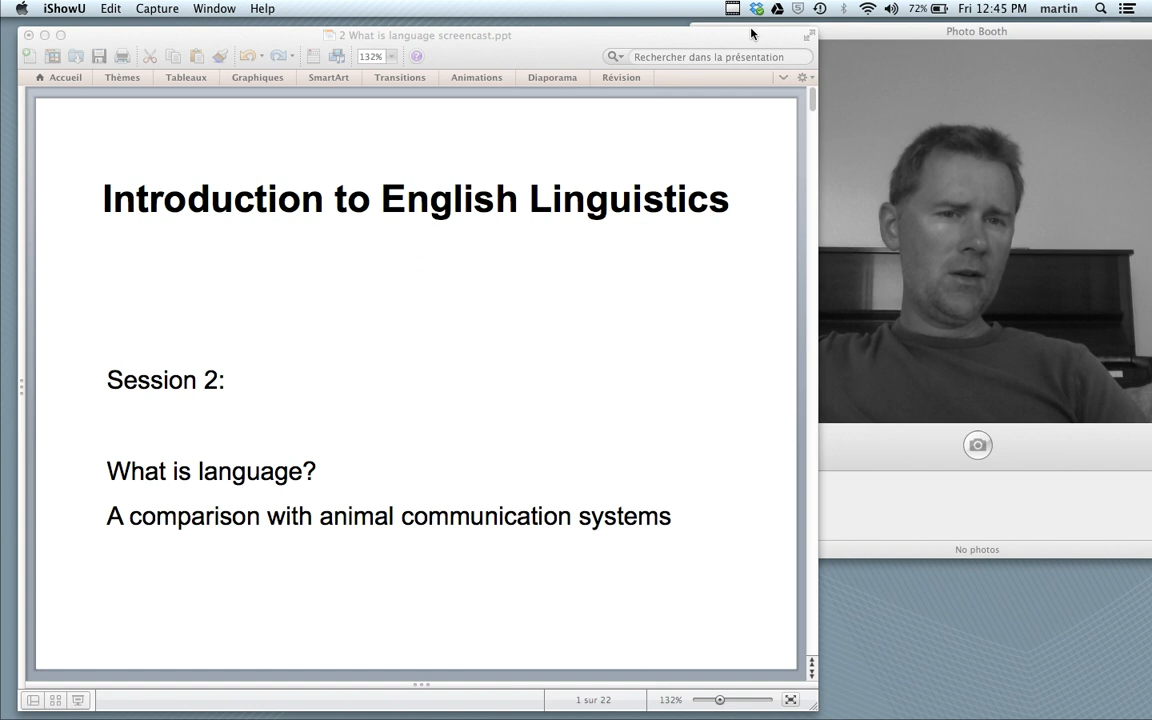 iShowU Edit Capture Window Help 72% Fri 12:45 PM martin
2 What is language screencast.ppt
Photo Booth
132% Rechercher dans la présentation
Accueil Thèmes Tableaux Graphiques SmartArt Transitions Animations Diaporama Révision
Introduction to English Linguistics
Session 2:
What is language?
A comparison with animal communication systems
No photos
1 sur 22 132%